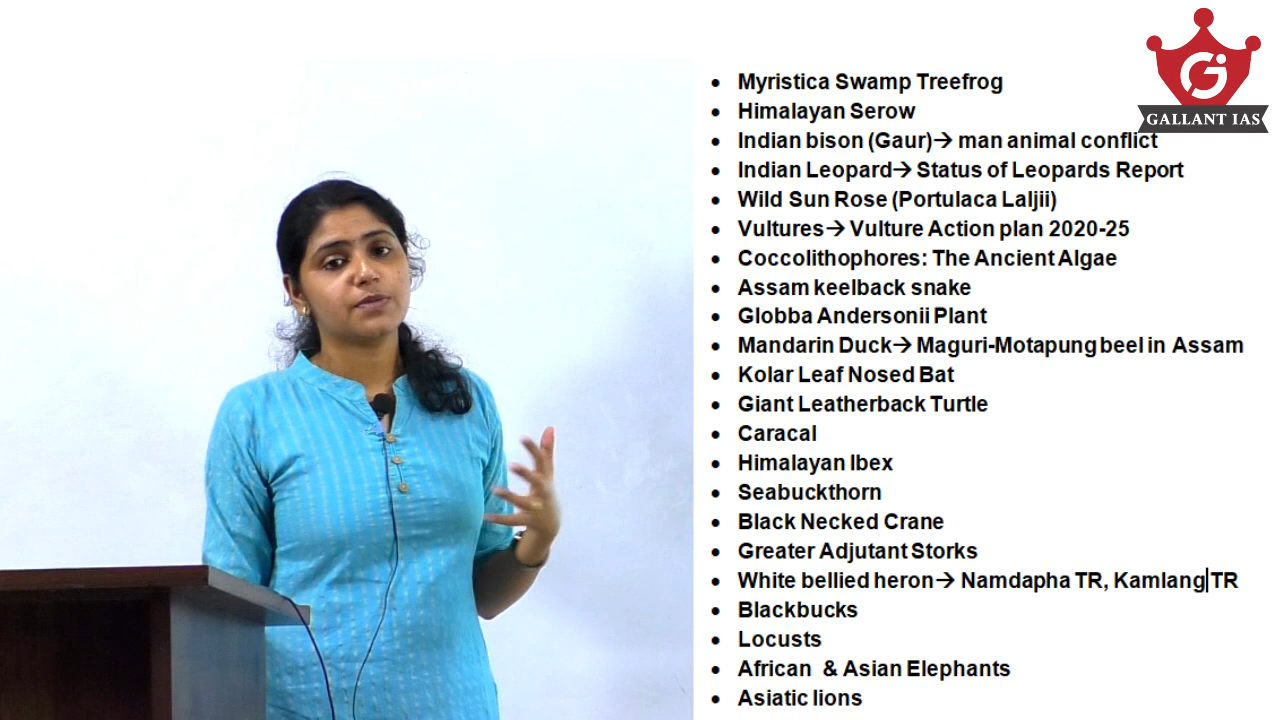 GALLANT IAS
• Myristica Swamp Treefrog
• Himalayan Serow
• Indian bison (Gaur)→ man animal conflict
• Indian Leopard→ Status of Leopards Report
• Wild Sun Rose (Portulaca Laljii)
• Vultures→ Vulture Action plan 2020-25
• Coccolithophores: The Ancient Algae
• Assam keelback snake
• Globba Andersonii Plant
• Mandarin Duck→ Maguri-Motapung beel in Assam
• Kolar Leaf Nosed Bat
• Giant Leatherback Turtle
• Caracal
• Himalayan Ibex
• Seabuckthorn
• Black Necked Crane
• Greater Adjutant Storks
• White bellied heron→ Namdapha TR, Kamlang TR
• Blackbucks
• Locusts
• African & Asian Elephants
• Asiatic lions